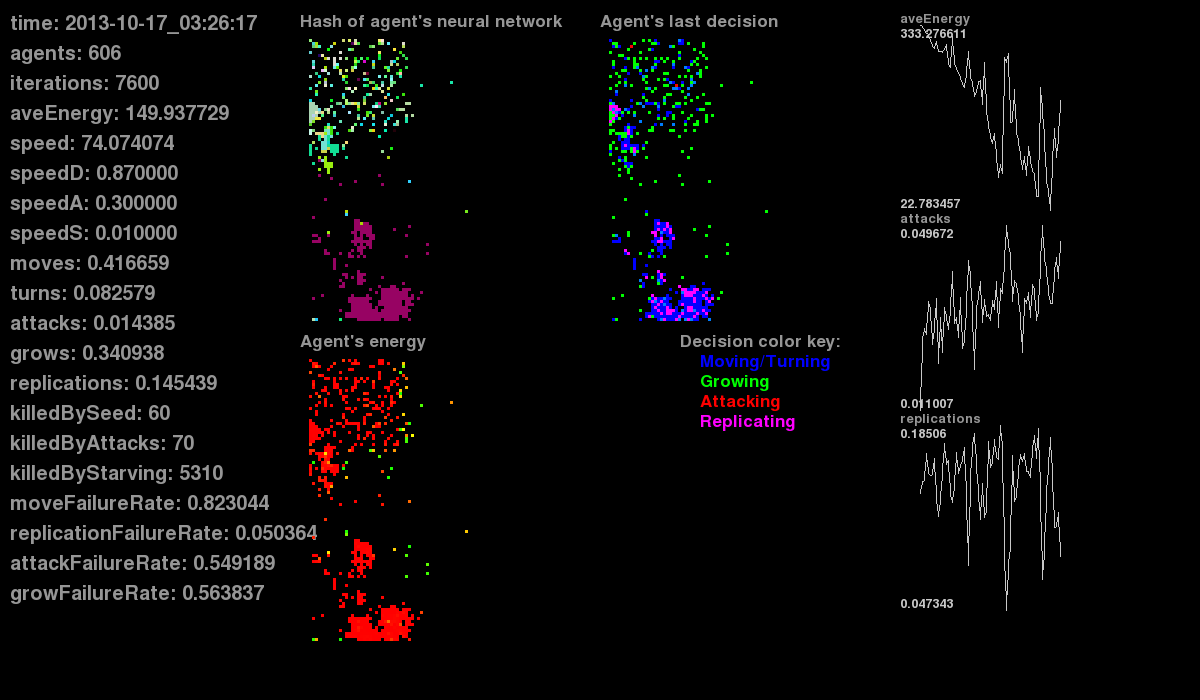 time: 2013-10-17_03:26:17
agents: 606
iterations: 7600
aveEnergy: 149.937729
speed: 74.074074
speedD: 0.870000
speedA: 0.300000
speedS: 0.010000
moves: 0.416659
turns: 0.082579
attacks: 0.014385
grows: 0.340938
replications: 0.145439
killedBySeed: 60
killedByAttacks: 70
killedByStarving: 5310
moveFailureRate: 0.823044
replicationFailureRate: 0.050364
attackFailureRate: 0.549189
growFailureRate: 0.563837
Hash of agent's neural network
Agent's last decision
Agent's energy
Decision color key:
Moving/Turning
Growing
Attacking
Replicating
aveEnergy
333.276611
22.783457
attacks
0.049672
0.011007
replications
0.18506
0.047343